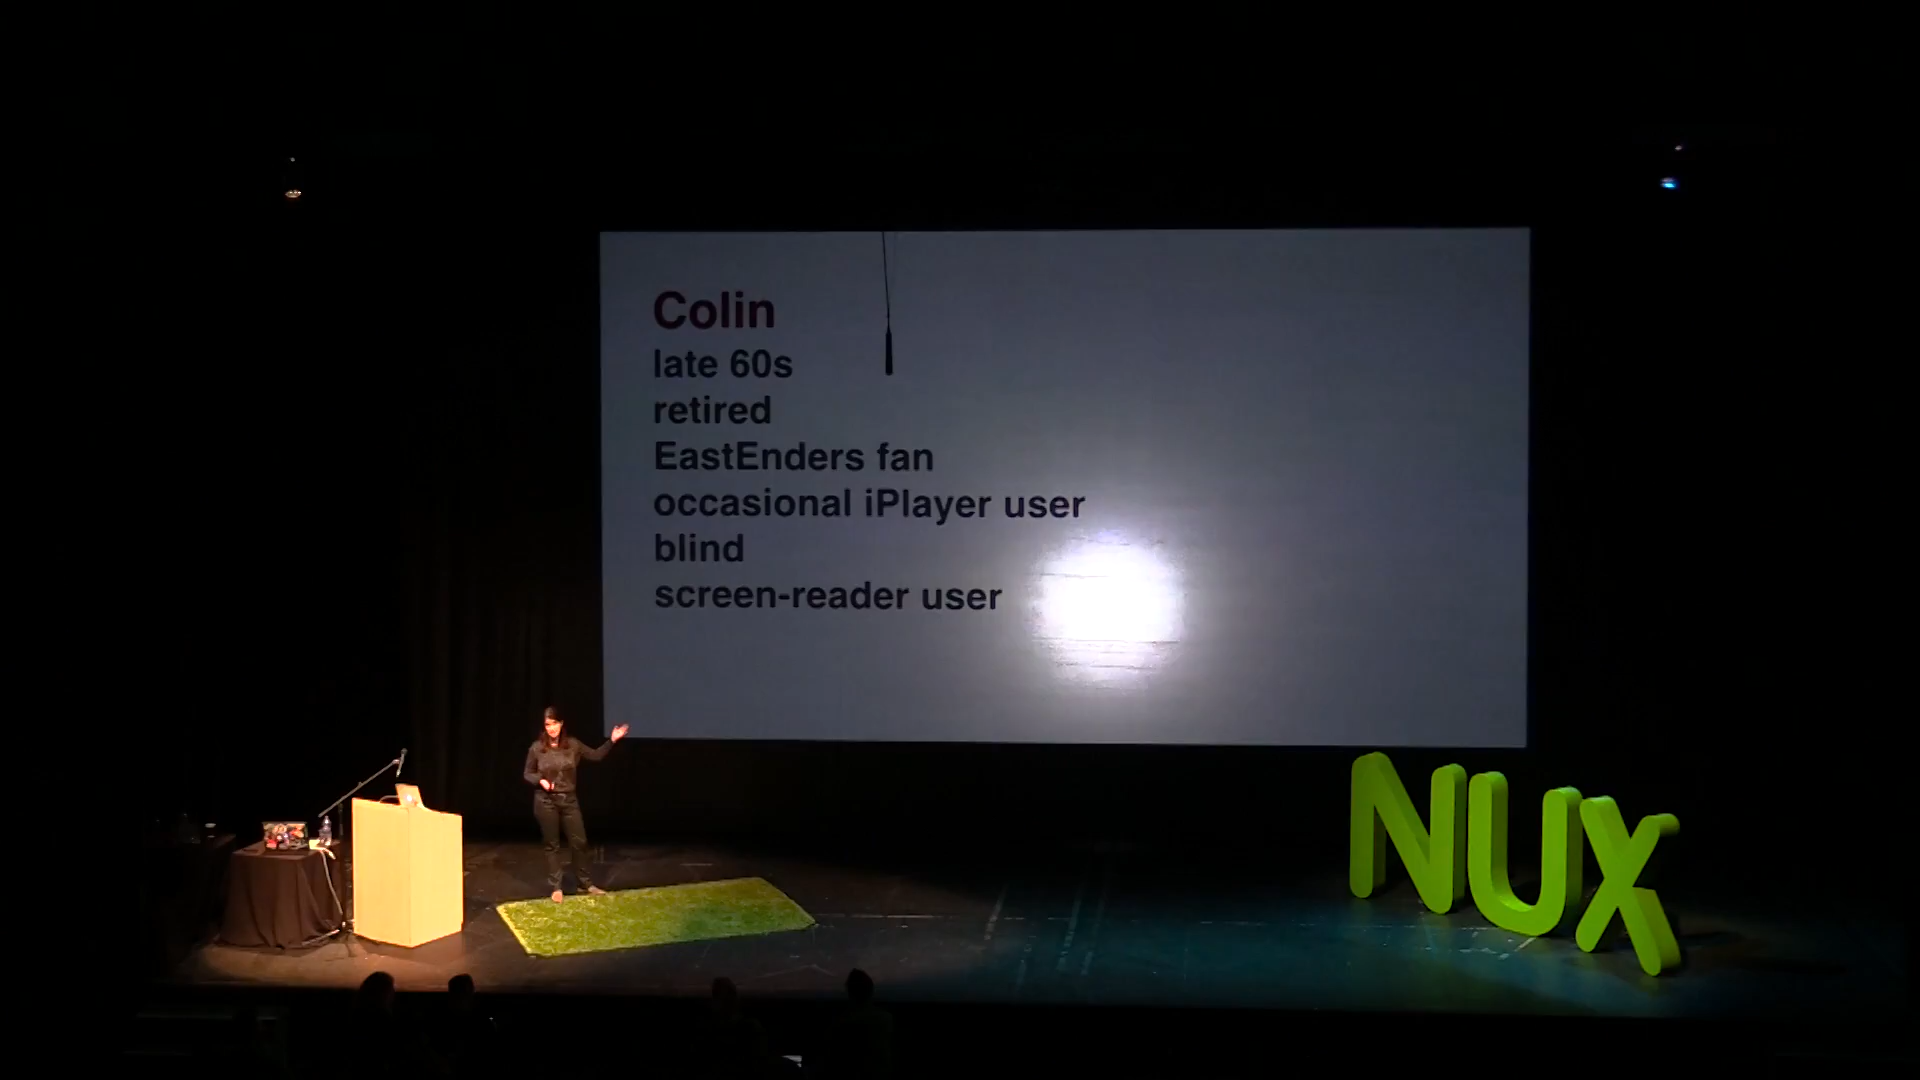 Colin
late 60s
retired
EastEnders fan
occasional iPlayer user
blind
screen-reader user
NUX